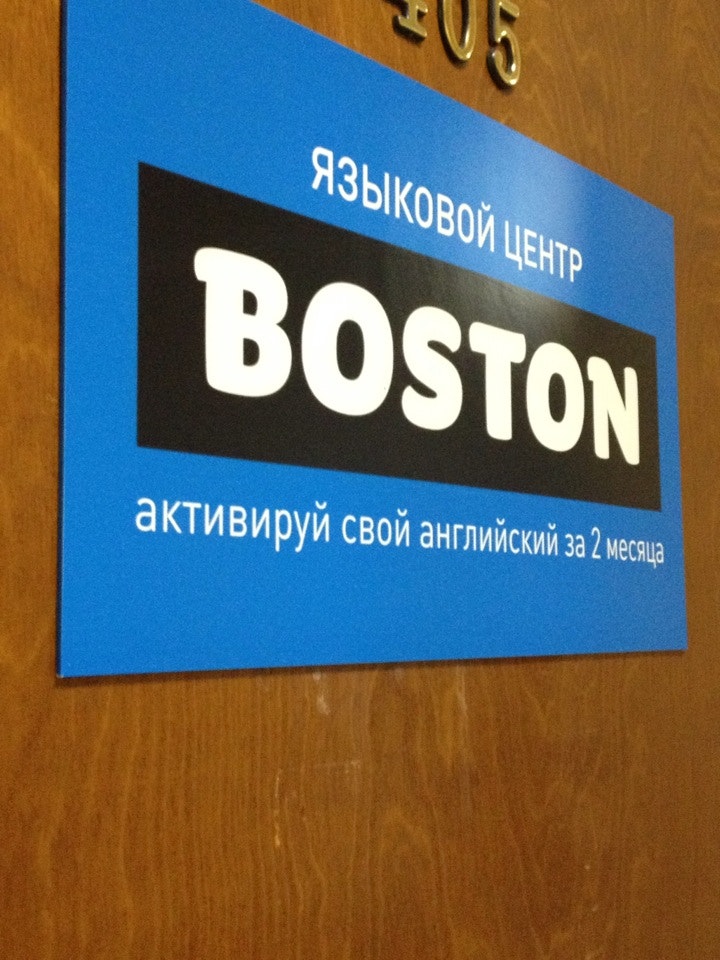 405
ЯЗЫКОВОЙ ЦЕНТР
BOSTON
активируй свой английский за 2 месяца